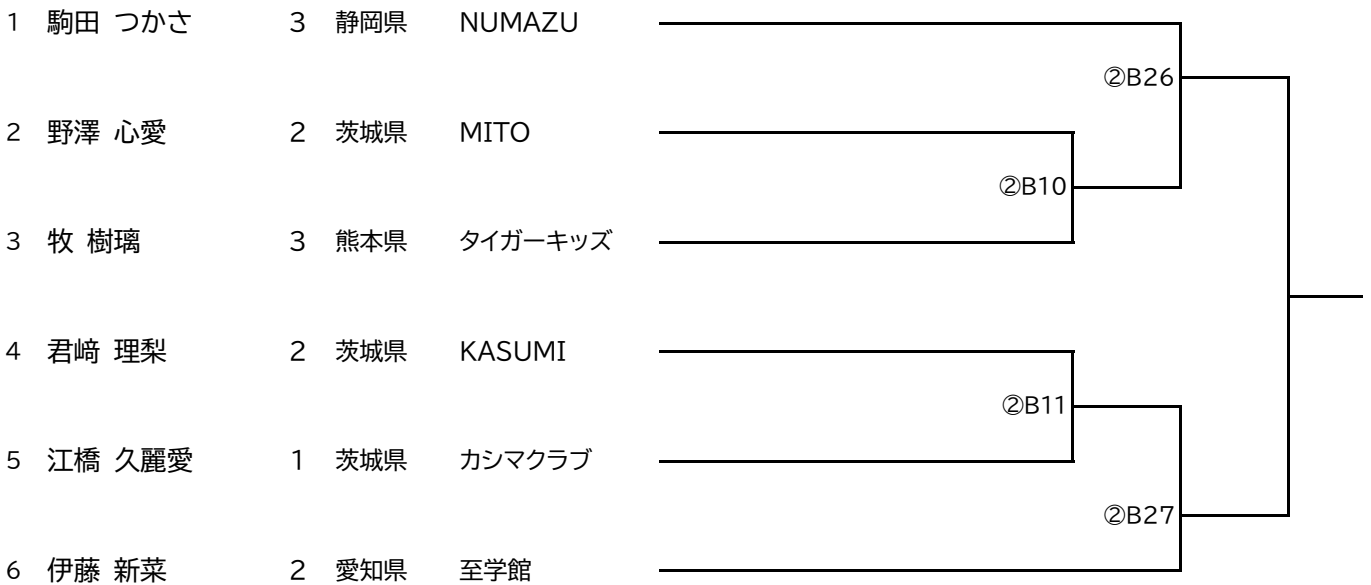 1 駒田 つかさ 3 静岡県 NUMAZU
②B26
2 野澤 心愛 2 茨城県 MITO
②B10
3 牧 樹璃 3 熊本県 タイガーキッズ
4 君﨑 理梨 2 茨城県 KASUMI
②B11
5 江橋 久麗愛 1 茨城県 カシマクラブ
②B27
6 伊藤 新菜 2 愛知県 至学館